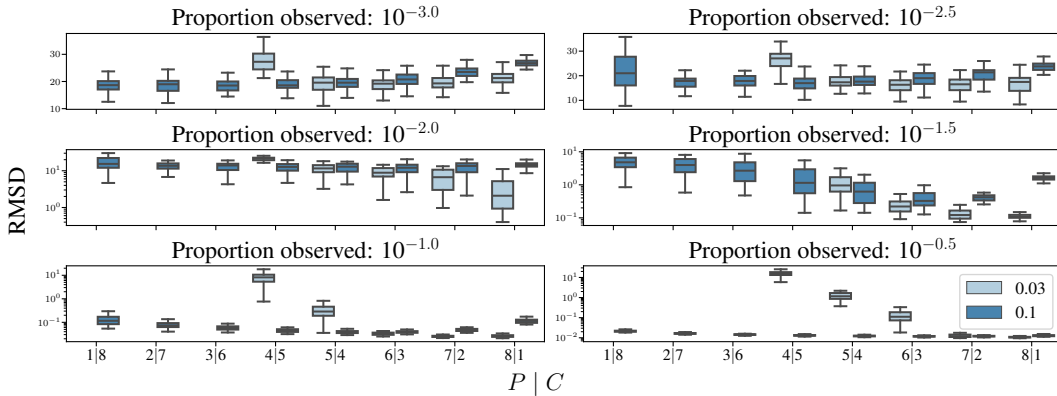 Proportion observed: 10^−3.0
Proportion observed: 10^−2.5
30
20
10
30
20
10
Proportion observed: 10^−2.0
Proportion observed: 10^−1.5
10^1
10^0
10^1
10^0
10^−1
RMSD
Proportion observed: 10^−1.0
Proportion observed: 10^−0.5
10^1
10^−1
10^1
10^0
10^−1
10^−2
0.03
0.1
1|8 2|7 3|6 4|5 5|4 6|3 7|2 8|1
1|8 2|7 3|6 4|5 5|4 6|3 7|2 8|1
P | C